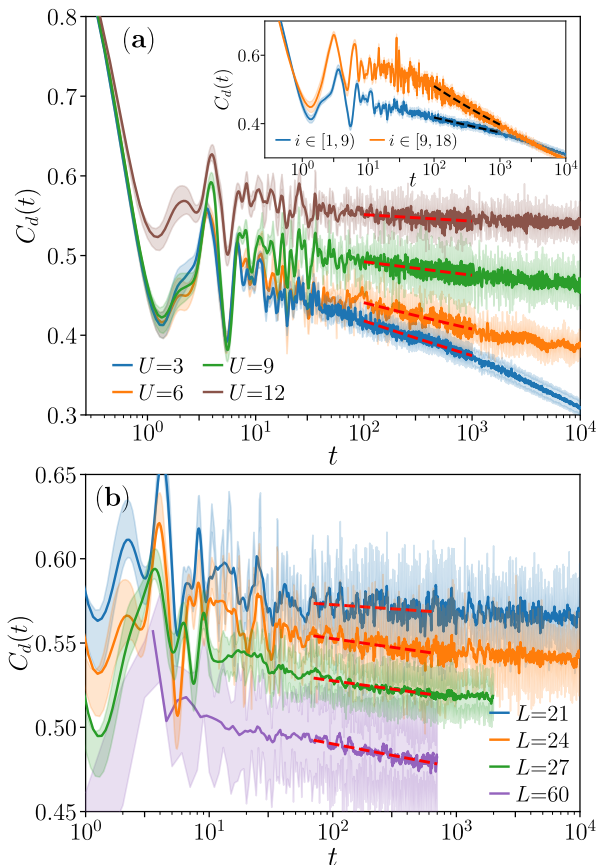 (a)
0.8
0.7
0.6
0.5
0.4
0.3
C_d(t)
10^0
10^1
10^2
10^3
10^4
t
U=3
U=6
U=9
U=12
0.6
0.4
C_d(t)
i ∈ [1, 9)
i ∈ [9, 18]
10^0
10^1
10^2
10^3
10^4
t
(b)
0.65
0.60
0.55
0.50
0.45
C_d(t)
10^0
10^1
10^2
10^3
10^4
t
L=21
L=24
L=27
L=60